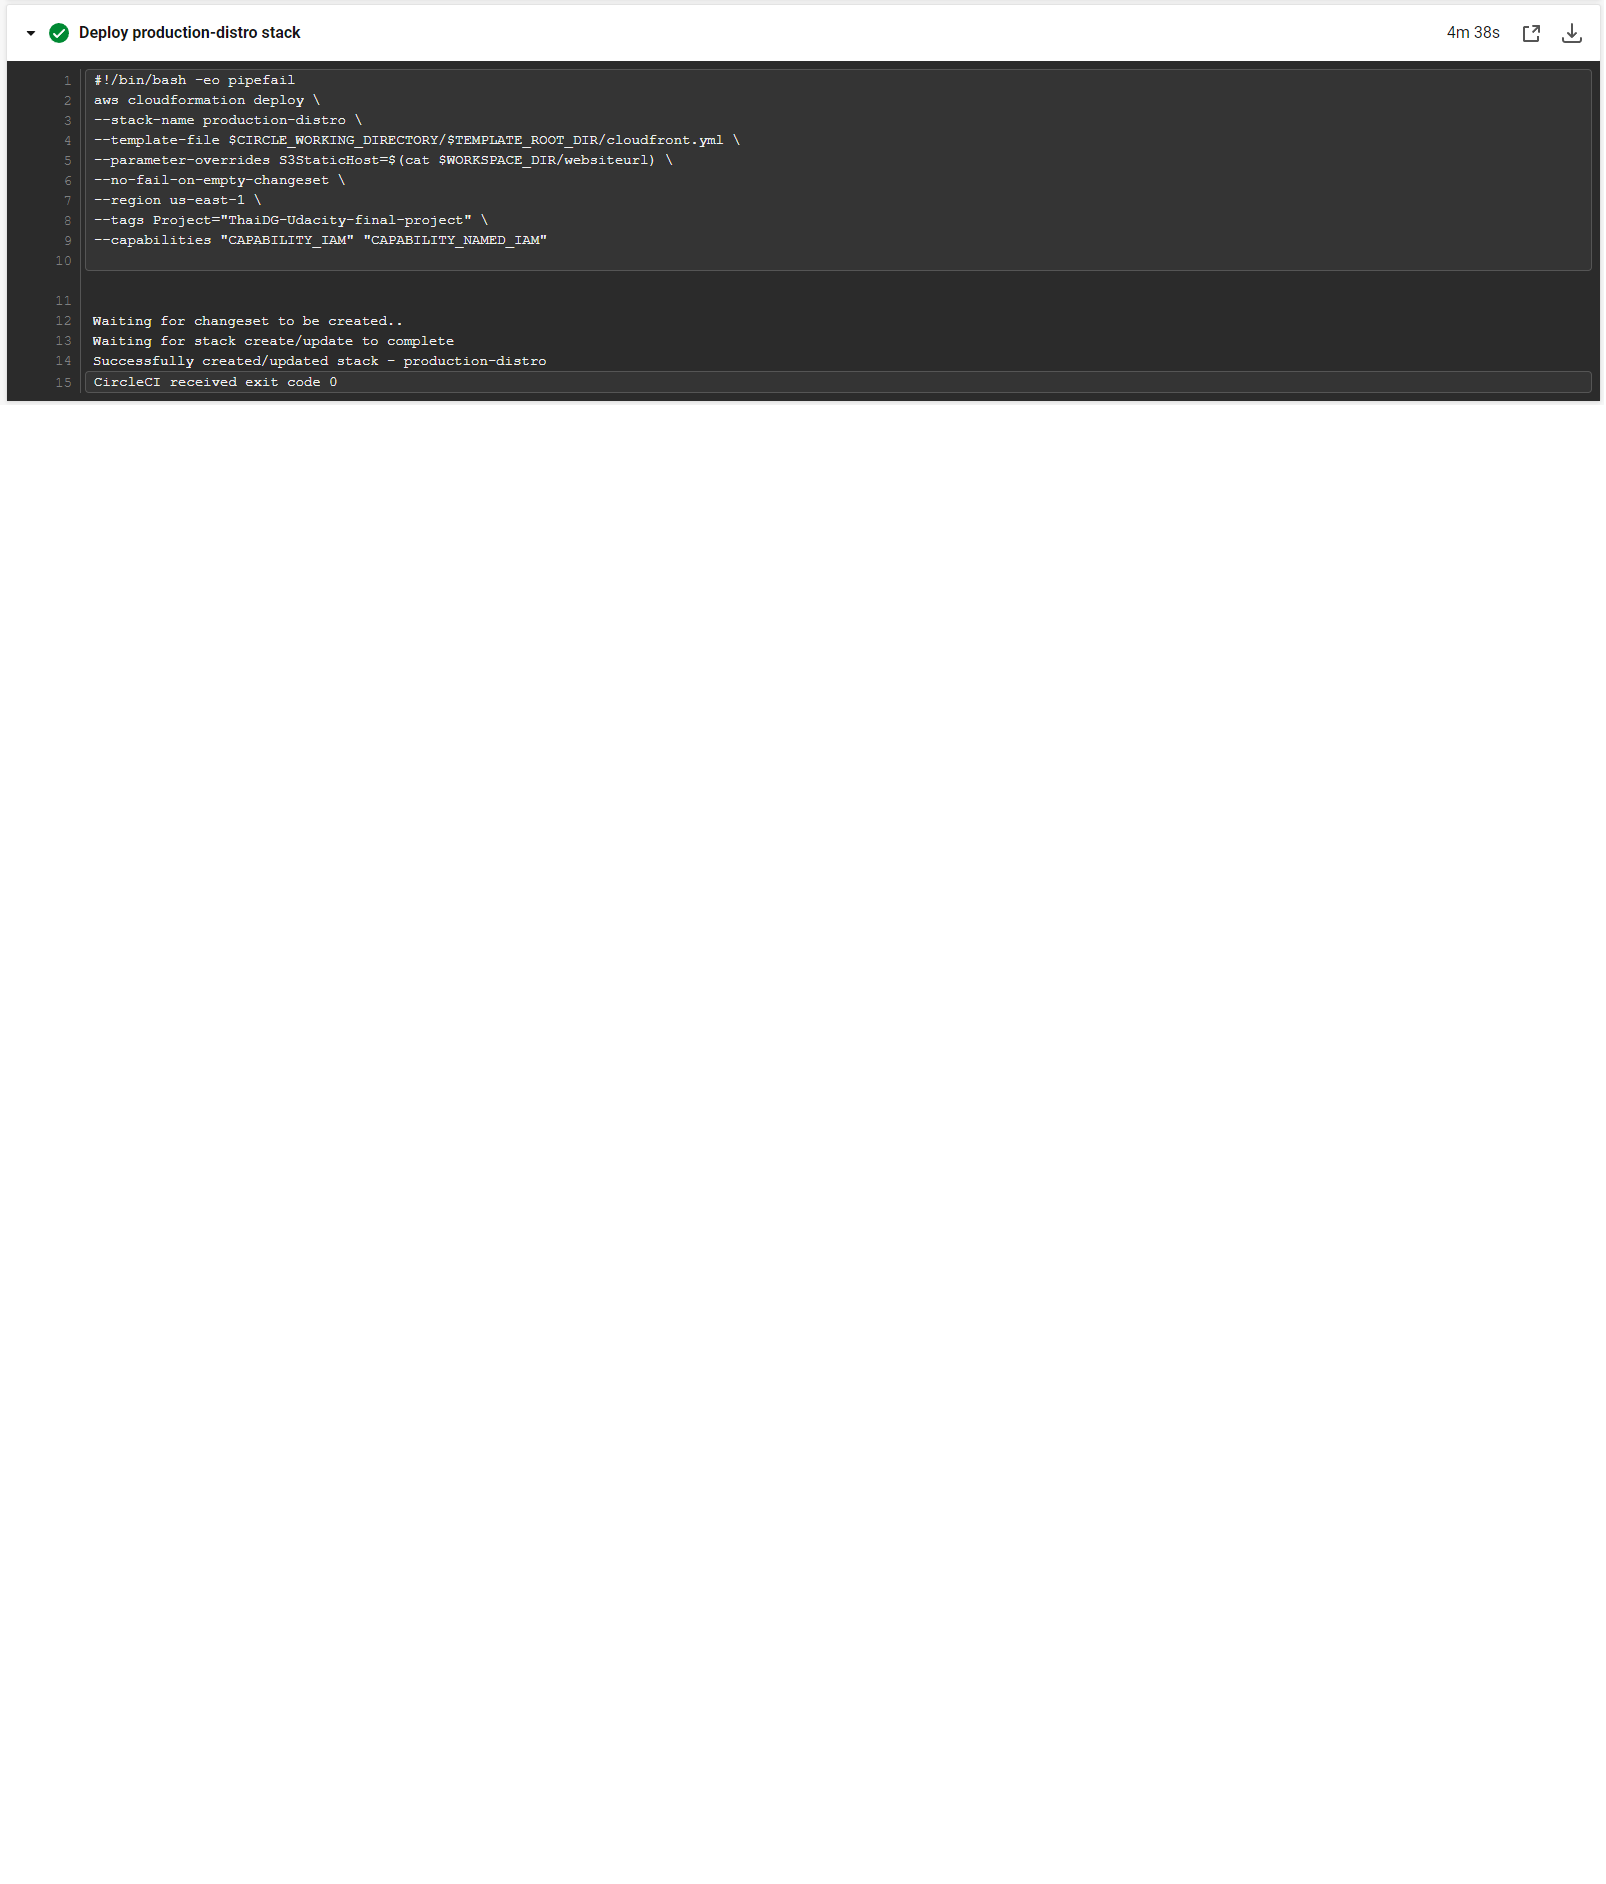 Deploy production-distro stack
4m 38s
1 #!/bin/bash -eo pipefail
2 aws cloudformation deploy \
3 --stack-name production-distro \
4 --template-file $CIRCLE_WORKING_DIRECTORY/$TEMPLATE_ROOT_DIR/cloudfront.yml \
5 --parameter-overrides S3StaticHost=$(cat $WORKSPACE_DIR/websiteurl) \
6 --no-fail-on-empty-changeset \
7 --region us-east-1 \
8 --tags Project="ThaiDG-Udacity-final-project" \
9 --capabilities "CAPABILITY_IAM" "CAPABILITY_NAMED_IAM"
10
11
12 Waiting for changeset to be created..
13 Waiting for stack create/update to complete
14 Successfully created/updated stack - production-distro
15 CircleCI received exit code 0